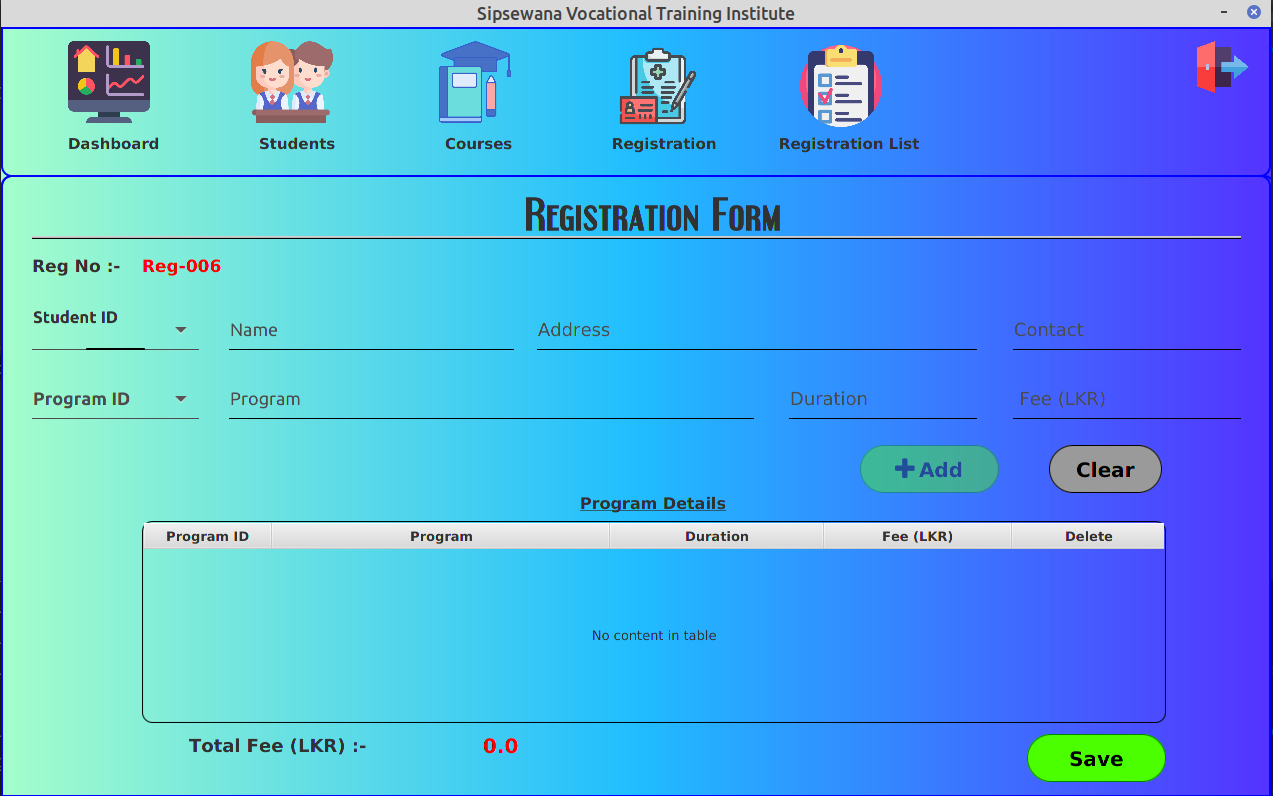 Sipsewana Vocational Training Institute
Dashboard Students Courses Registration Registration List
Registration Form
Reg No :- Reg-006
Student ID Name Address Contact
Program ID Program Duration Fee (LKR)
Add Clear
Program Details
Program ID Program Duration Fee (LKR) Delete
No content in table
Total Fee (LKR) :- 0.0
Save